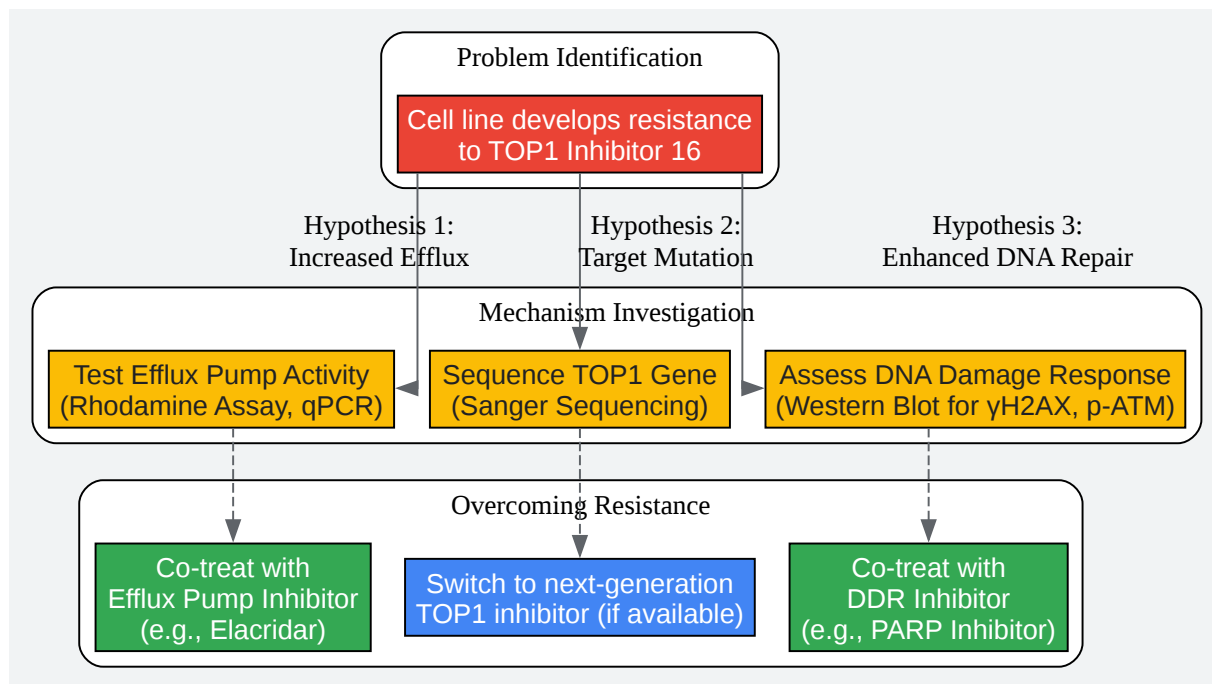 Problem Identification
Cell line develops resistance
to TOP1 Inhibitor 16
Hypothesis 1:
Increased Efflux
Hypothesis 2:
Target Mutation
Hypothesis 3:
Enhanced DNA Repair
Mechanism Investigation
Test Efflux Pump Activity
(Rhodamine Assay, qPCR)
Sequence TOP1 Gene
(Sanger Sequencing)
Assess DNA Damage Response
(Western Blot for γH2AX, p-ATM)
Overcoming Resistance
Co-treat with
Efflux Pump Inhibitor
(e.g., Elacridar)
Switch to next-generation
TOP1 inhibitor (if available)
Co-treat with
DDR Inhibitor
(e.g., PARP Inhibitor)